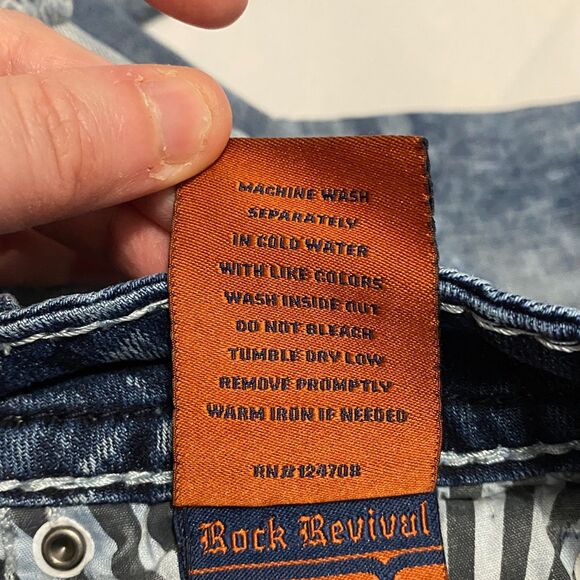 MACHINE WASH
SEPARATELY
IN COLD WATER
WITH LIKE COLORS
WASH INSIDE OUT
DO NOT BLEACH
TUMBLE DRY LOW
REMOVE PROMPTLY
WARM IRON IF NEEDED
RN#124708
Rock Revival